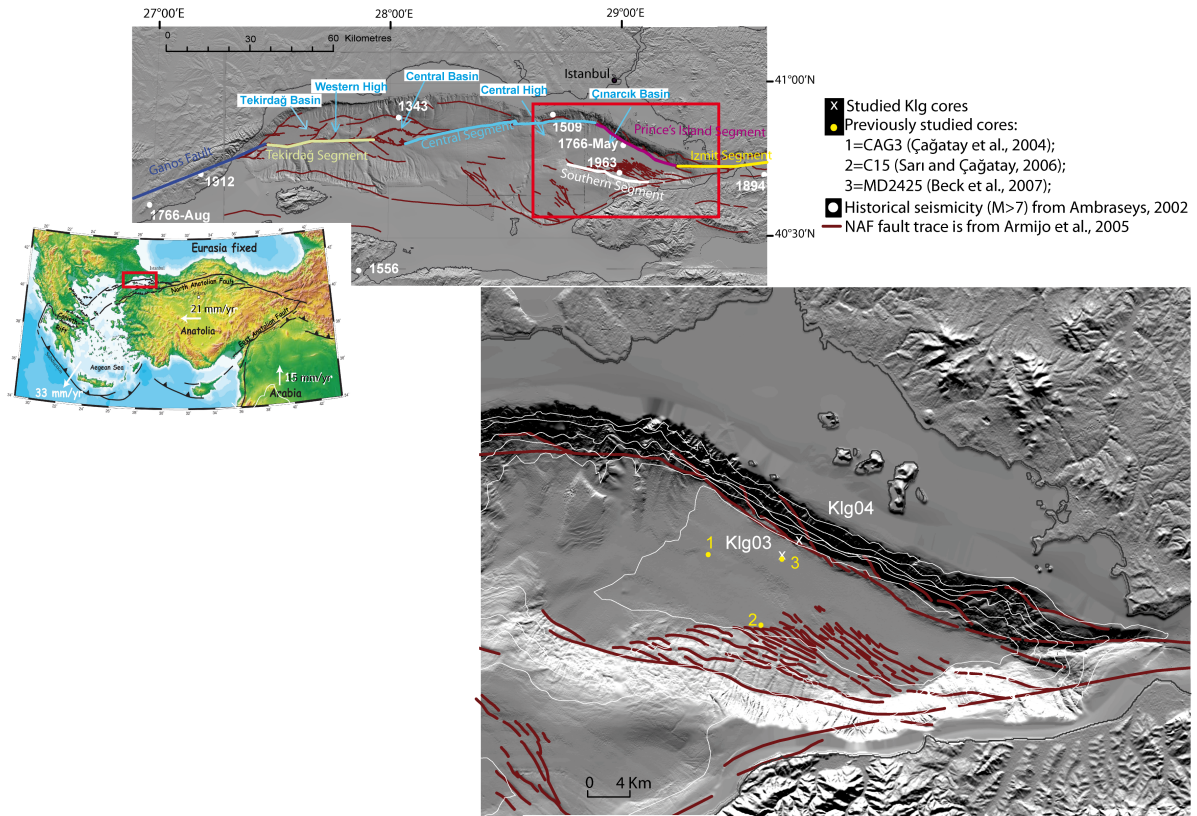 27°00'E
28°00'E
29°00'E
0 60 Kilometres
Istanbul
41°00'N
40°30'N
Central Basin
Western High
Tekirdağ Basin
Central High
Çınarcık Basin
1343
1509
Prince's Island Segment
Central Segment
1766-May
1963
Izmit Segment
Tekirdağ Segment
Southern Segment
Ganos Fault
1912
1894
1766-Aug
1556
x Studied Klg cores
Previously studied cores:
1=CAG3 (Çağatay et al., 2004);
2=C15 (Sarı and Çağatay, 2006);
3=MD2425 (Beck et al., 2007);
Historical seismicity (M>7) from Ambraseys, 2002
NAF fault trace is from Armijo et al., 2005
Eurasia fixed
Istanbul
North Anatolian Fault
21 mm/yr
Anatolia
East Anatolian Fault
Aegean Sea
33 mm/yr
15 mm/yr
Arabia
Klg04
Klg03
x
x
1
3
2
0 4 Km